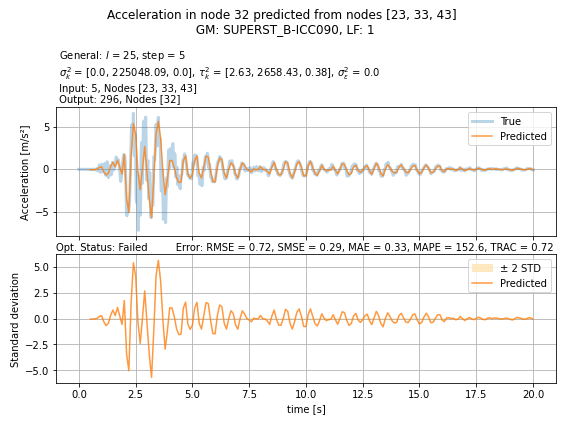 Acceleration in node 32 predicted from nodes [23, 33, 43]
GM: SUPERST_B-ICC090, LF: 1
General: l = 25, step = 5
σ²ₖ = [0.0, 225048.09, 0.0], τ²ₖ = [2.63, 2658.43, 0.38], σ²ε = 0.0
Input: 5, Nodes [23, 33, 43]
Output: 296, Nodes [32]
True
Predicted
5
0
−5
Acceleration [m/s²]
Opt. Status: Failed
Error: RMSE = 0.72, SMSE = 0.29, MAE = 0.33, MAPE = 152.6, TRAC = 0.72
± 2 STD
Predicted
5.0
2.5
0.0
−2.5
−5.0
Standard deviation
0.0 2.5 5.0 7.5 10.0 12.5 15.0 17.5 20.0
time [s]